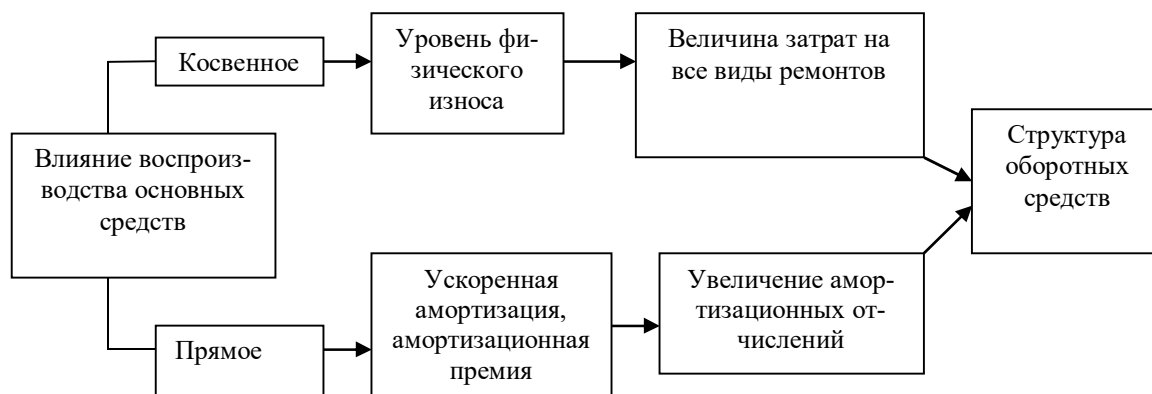 Косвенное
Уровень фи-
зического
износа
Величина затрат на
все виды ремонтов
Влияние воспроиз-
водства основных
средств
Структура
оборотных
средств
Прямое
Ускоренная
амортизация,
амортизационная
премия
Увеличение амор-
тизационных от-
числений